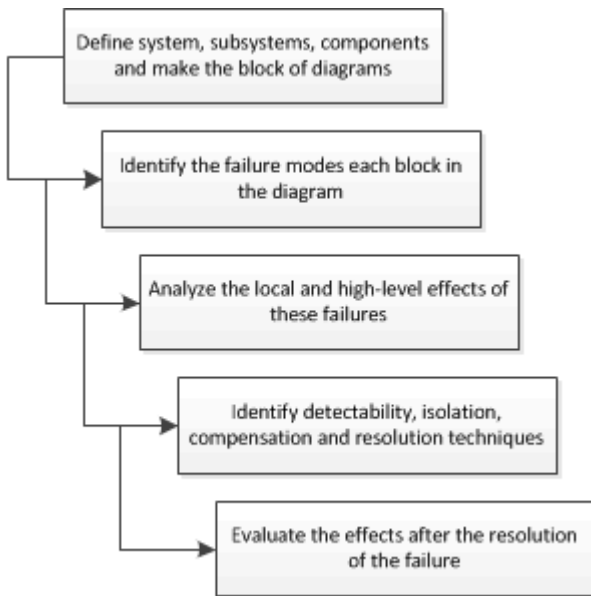 Define system, subsystems, components
and make the block of diagrams
Identify the failure modes each block in
the diagram
Analyze the local and high-level effects of
these failures
Identify detectability, isolation,
compensation and resolution techniques
Evaluate the effects after the resolution
of the failure